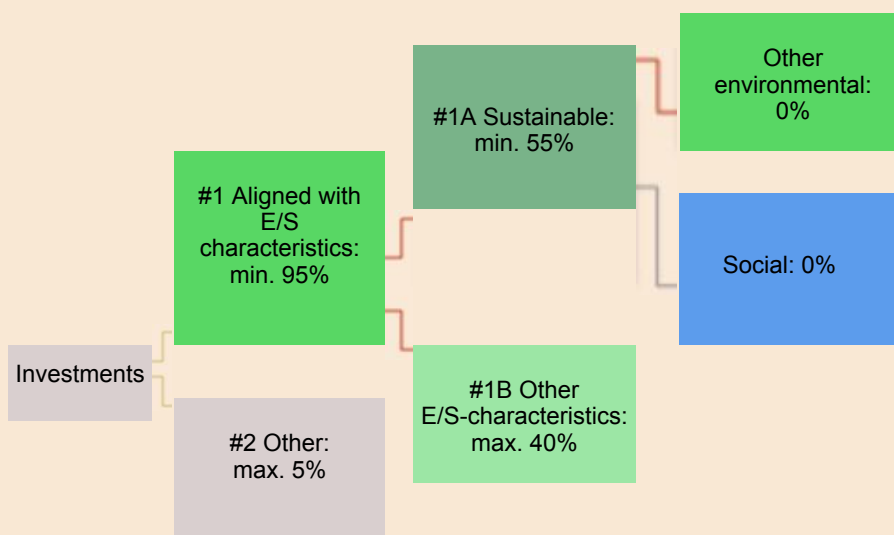 Investments
#1 Aligned with
E/S
characteristics:
min. 95%
#2 Other:
max. 5%
#1A Sustainable:
min. 55%
#1B Other
E/S-characteristics:
max. 40%
Other
environmental:
0%
Social: 0%